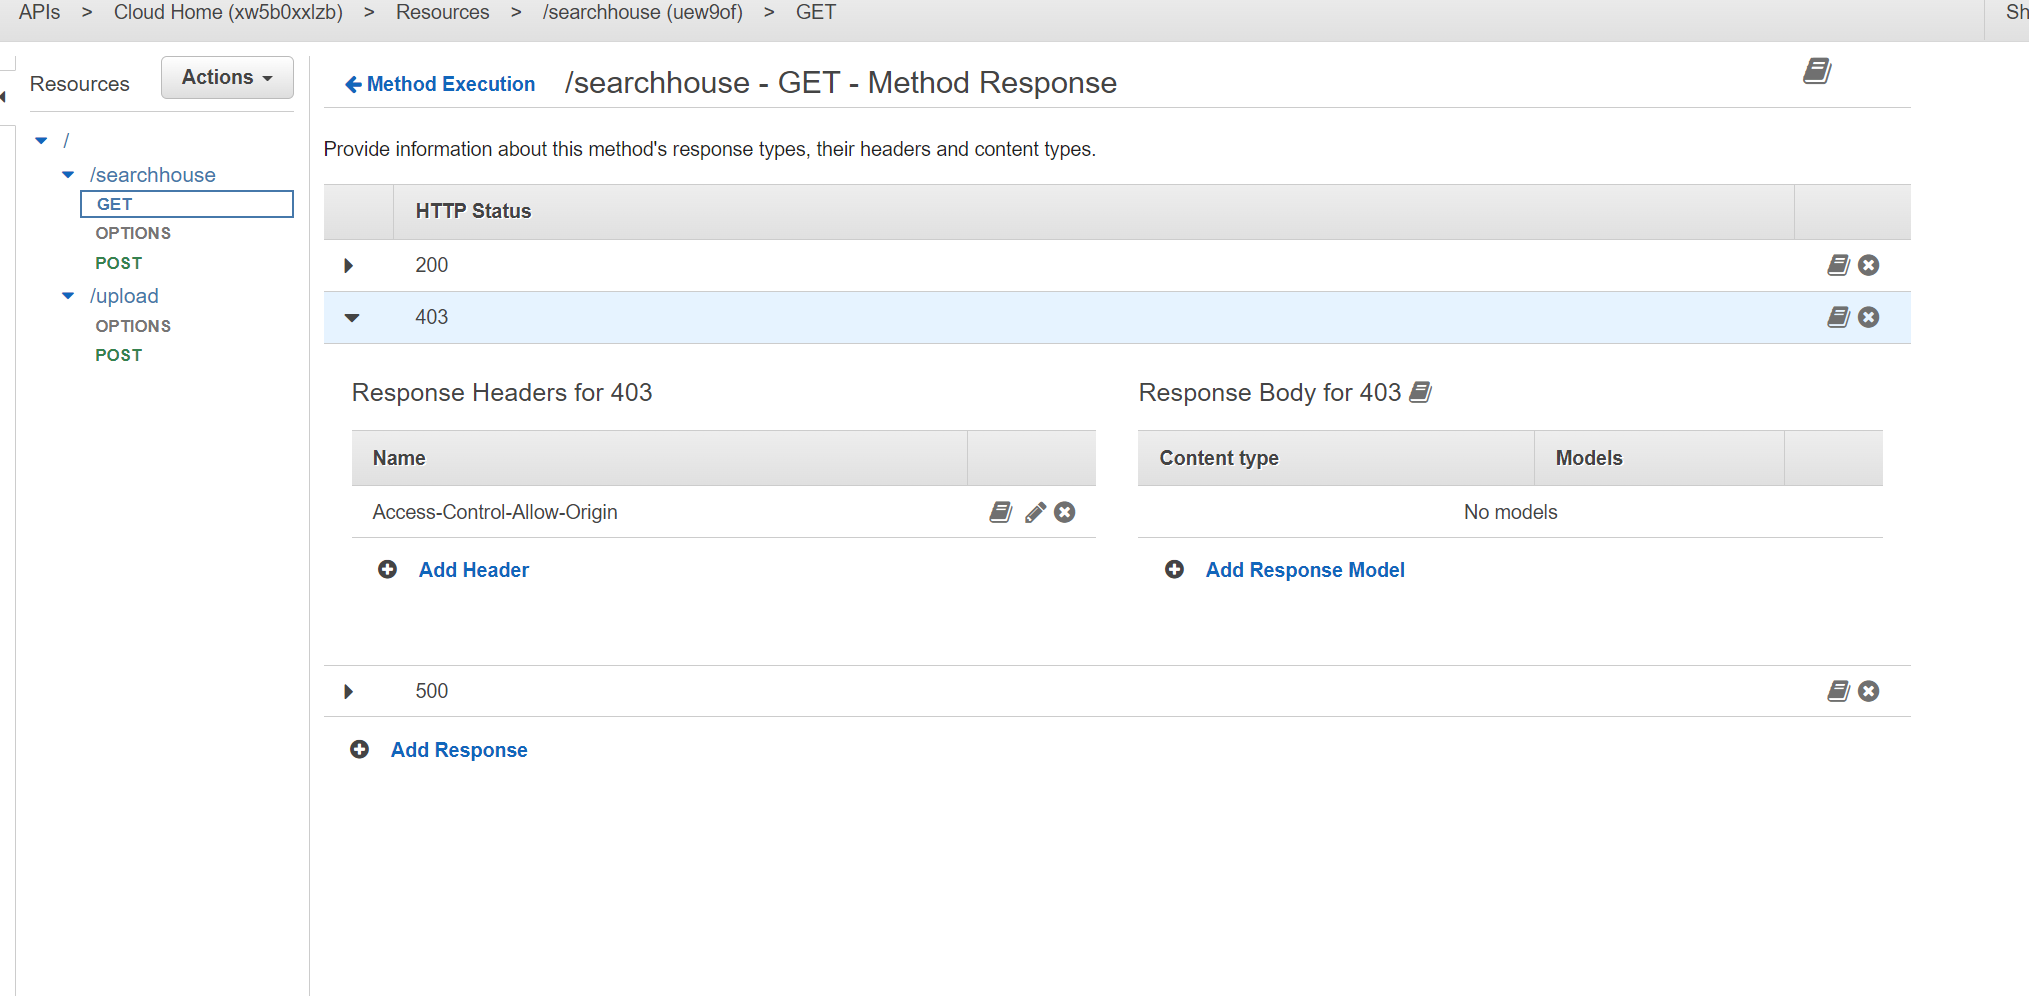 APIs > Cloud Home (xw5b0xxlzb) > Resources > /searchhouse (uew9of) > GET
Sh
Resources
Actions
/
/searchhouse
GET
OPTIONS
POST
/upload
OPTIONS
POST
Method Execution /searchhouse - GET - Method Response
Provide information about this method's response types, their headers and content types.
HTTP Status
200
403
Response Headers for 403
Name
Access-Control-Allow-Origin
Add Header
Response Body for 403
Content type Models
No models
Add Response Model
500
Add Response